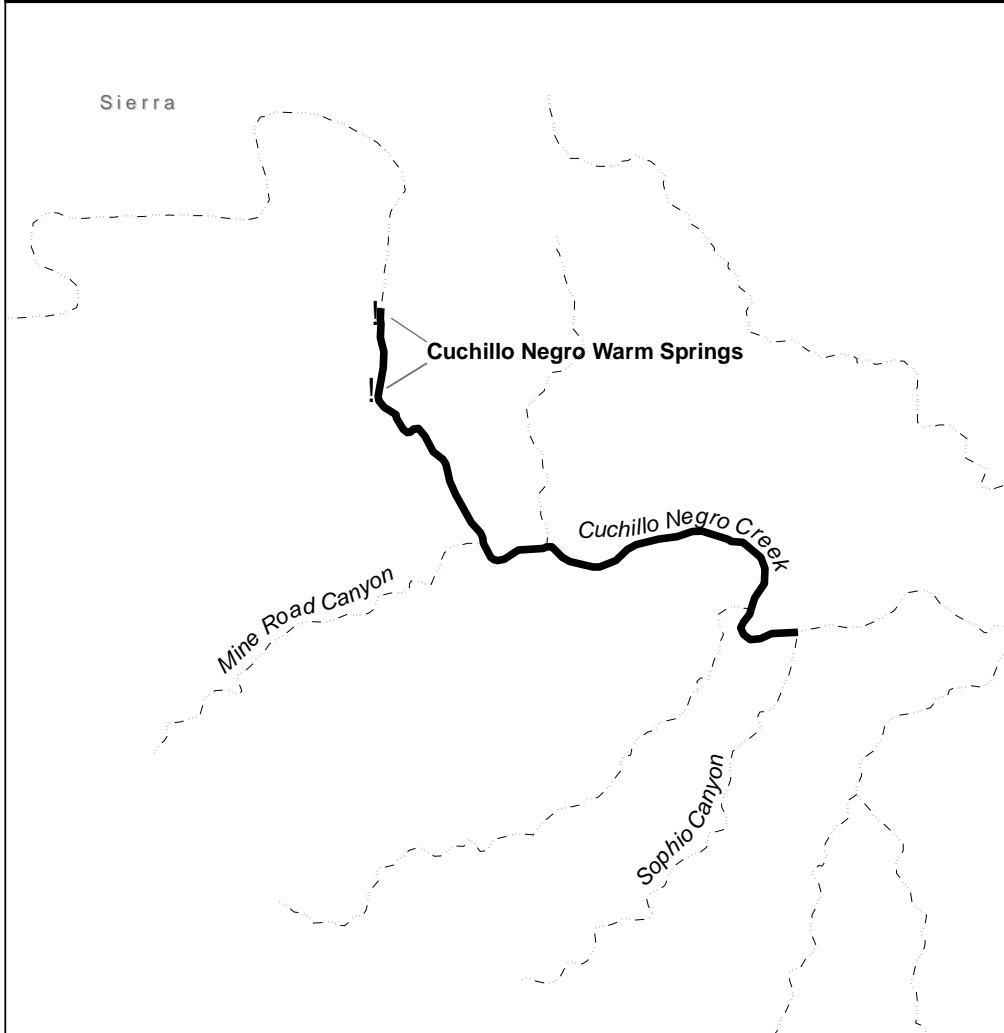 Sierra
!
Cuchillo Negro Warm Springs
!
Cuchillo Negro Creek
Mine Road Canyon
Sophio Canyon